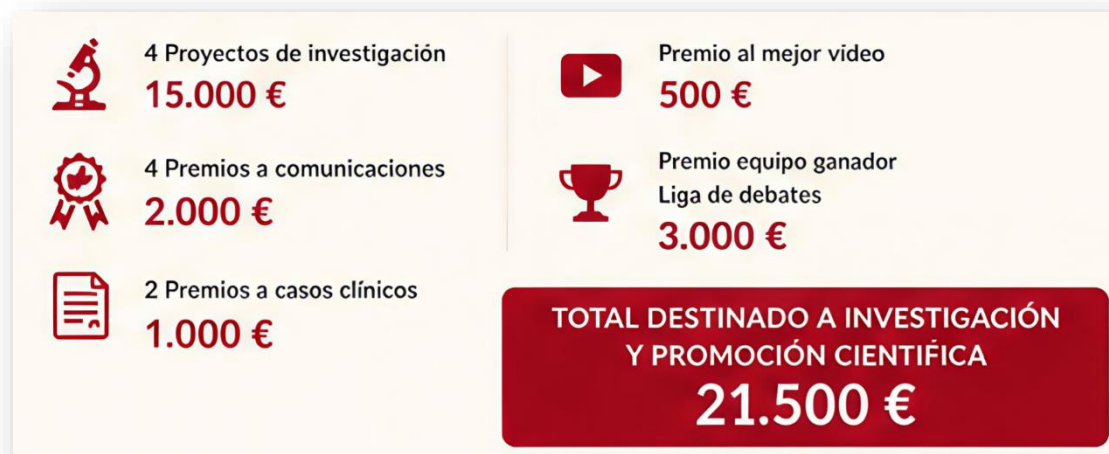 4 Proyectos de investigación
15.000 €
4 Premios a comunicaciones
2.000 €
2 Premios a casos clínicos
1.000 €
Premio al mejor vídeo
500 €
Premio equipo ganador
Liga de debates
3.000 €
TOTAL DESTINADO A INVESTIGACIÓN
Y PROMOCIÓN CIENTIFICA
21.500 €